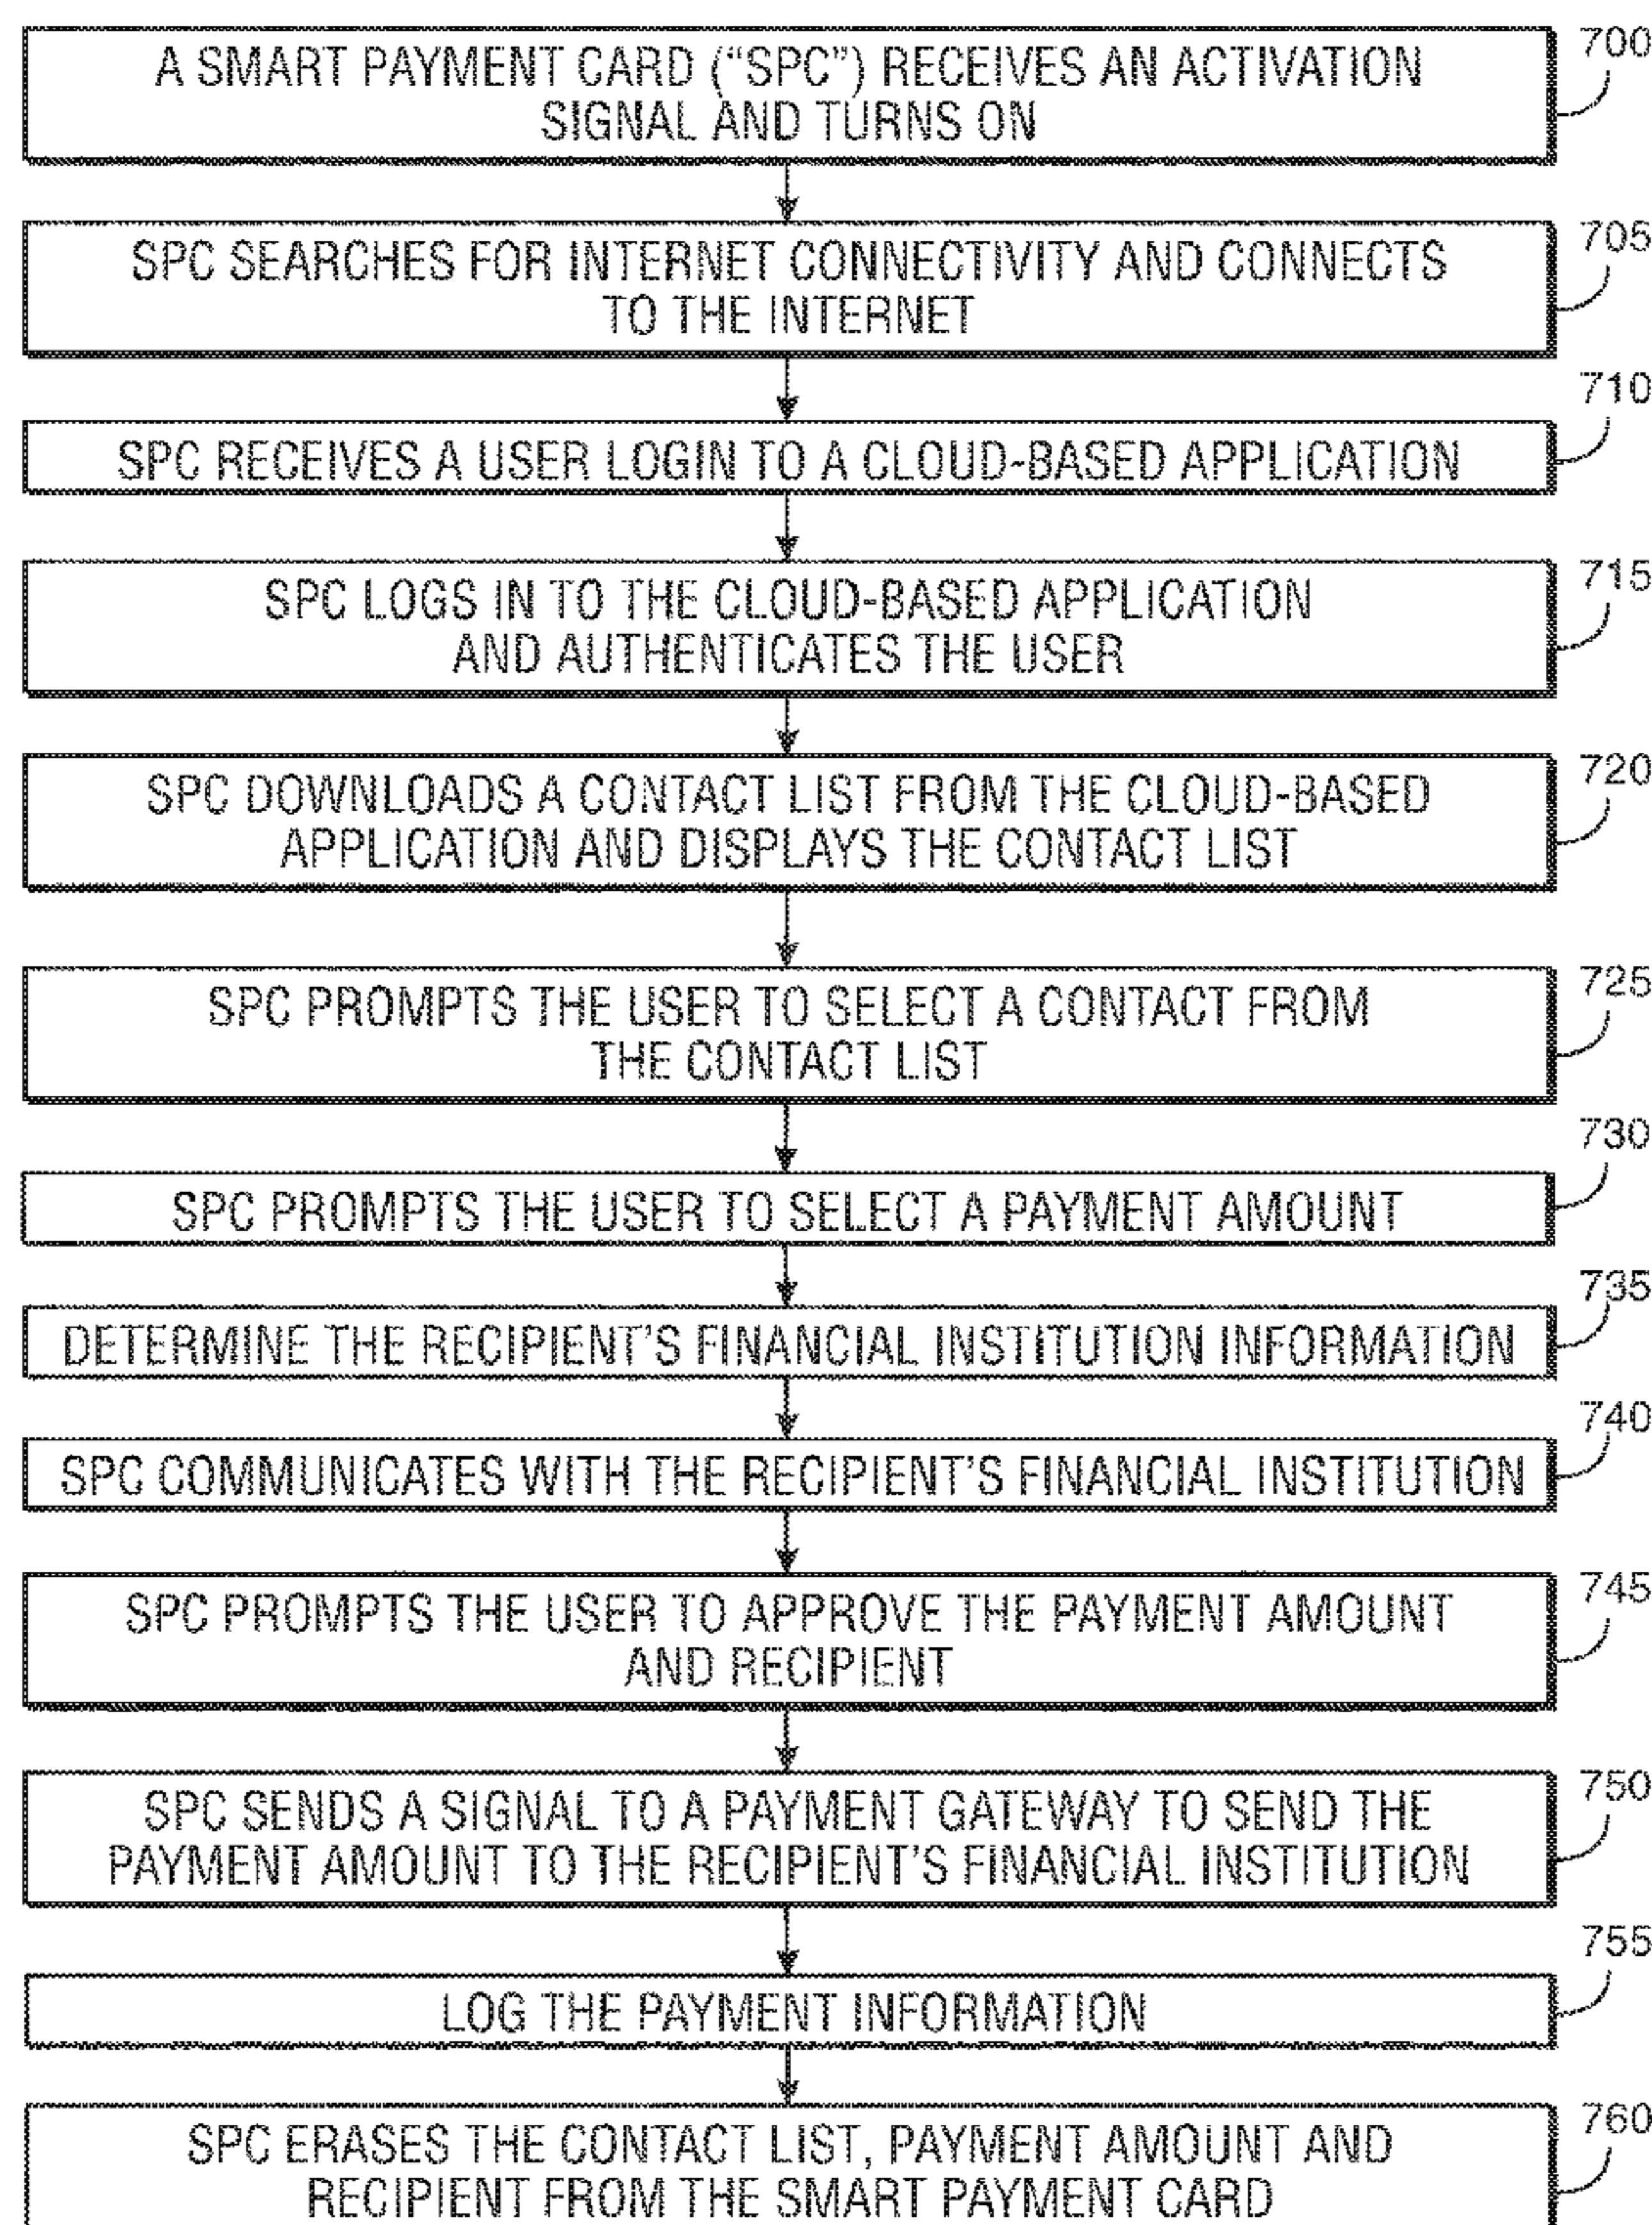 A SMART PAYMENT CARD (“SPC”) RECEIVES AN ACTIVATION
SIGNAL AND TURNS ON
700
SPC SEARCHES FOR INTERNET CONNECTIVITY AND CONNECTS
TO THE INTERNET
705
SPC RECEIVES A USER LOGIN TO A CLOUD-BASED APPLICATION
710
SPC LOGS IN TO THE CLOUD-BASED APPLICATION
AND AUTHENTICATES THE USER
715
SPC DOWNLOADS A CONTACT LIST FROM THE CLOUD-BASED
APPLICATION AND DISPLAYS THE CONTACT LIST
720
SPC PROMPTS THE USER TO SELECT A CONTACT FROM
THE CONTACT LIST
725
SPC PROMPTS THE USER TO SELECT A PAYMENT AMOUNT
730
DETERMINE THE RECIPIENT’S FINANCIAL INSTITUTION INFORMATION
735
SPC COMMUNICATES WITH THE RECIPIENT’S FINANCIAL INSTITUTION
740
SPC PROMPTS THE USER TO APPROVE THE PAYMENT AMOUNT
AND RECIPIENT
745
SPC SENDS A SIGNAL TO A PAYMENT GATEWAY TO SEND THE
PAYMENT AMOUNT TO THE RECIPIENT’S FINANCIAL INSTITUTION
750
LOG THE PAYMENT INFORMATION
755
SPC ERASES THE CONTACT LIST, PAYMENT AMOUNT AND
RECIPIENT FROM THE SMART PAYMENT CARD
760